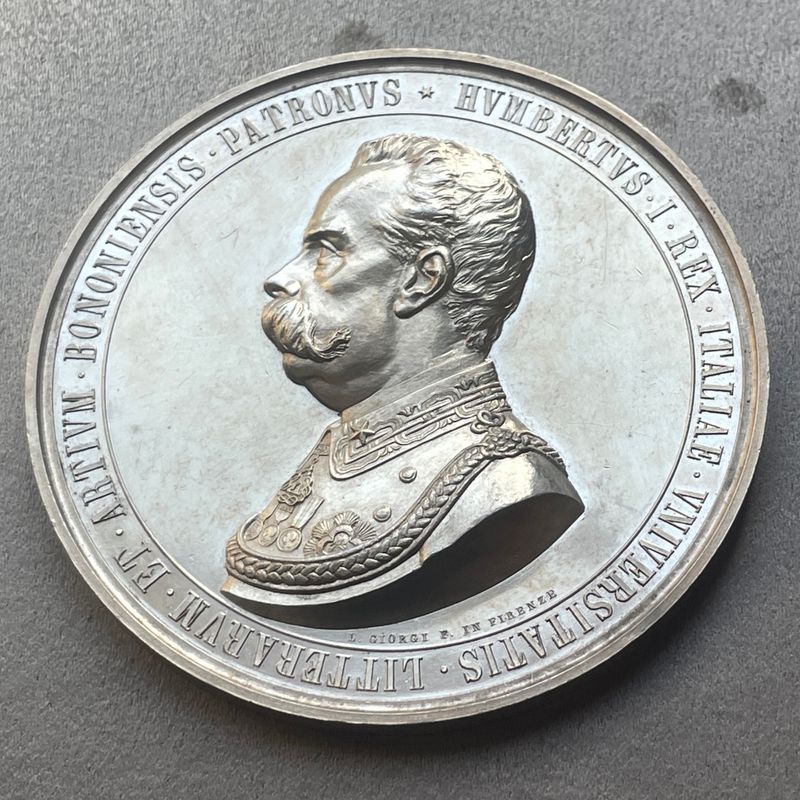 HVMBERTVS · I · REX · ITALIAE · VNIVERSITATIS · LITTERARVM · ET · ARTIVM · BONONIENSIS · PATRONVS ★
L. GIORGI F. IN FIRENZE